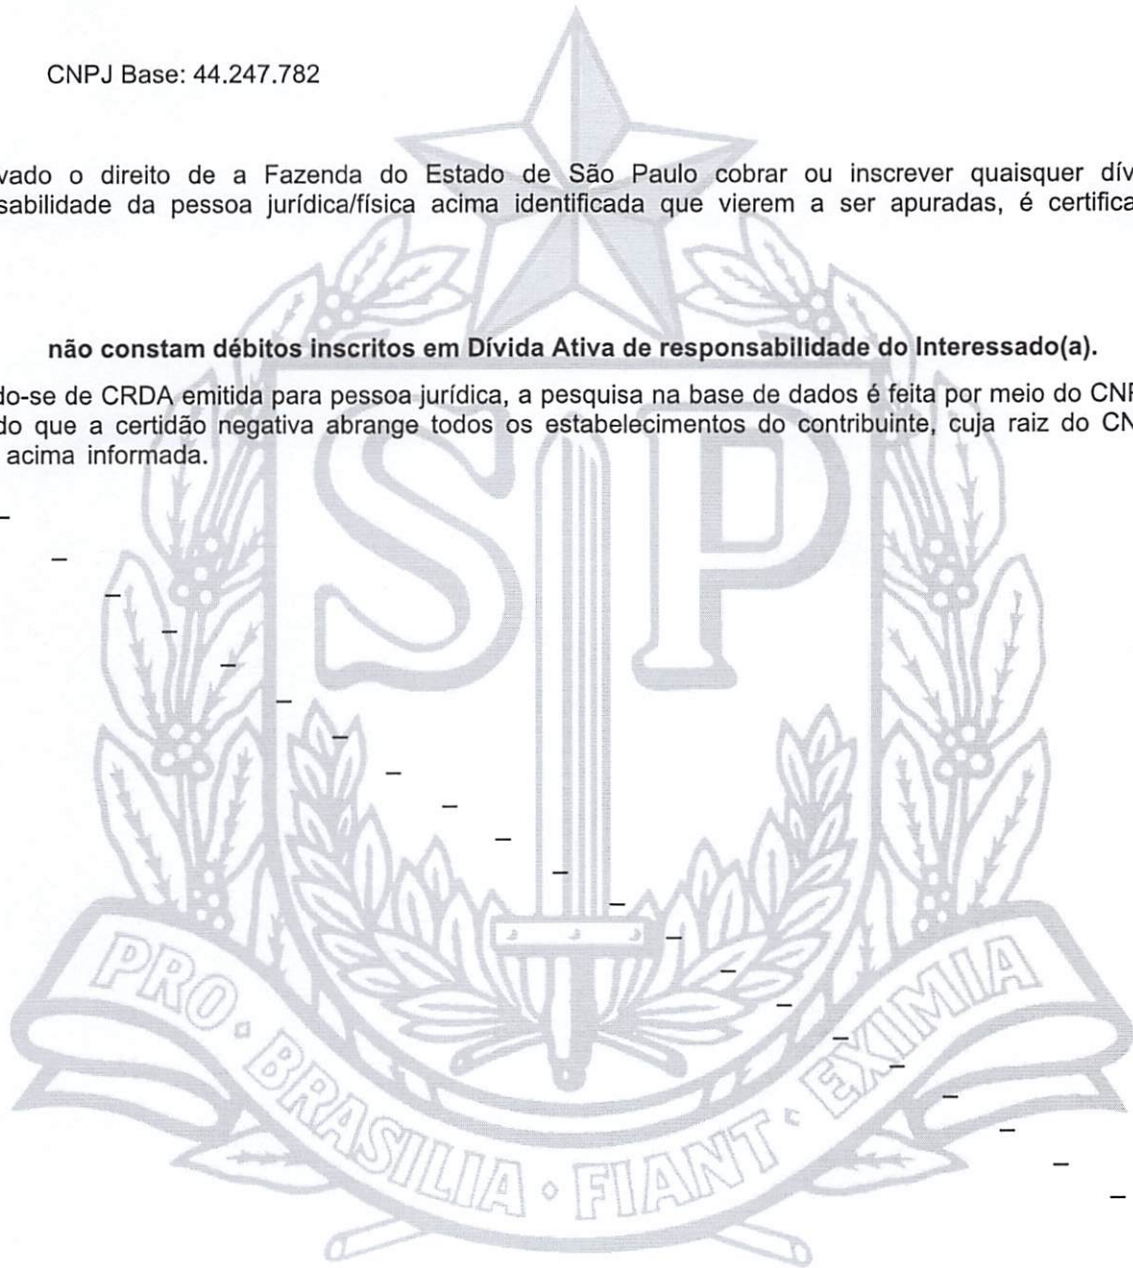 CNPJ Base: 44.247.782
vado o direito de a Fazenda do Estado de São Paulo cobrar ou inscrever quaisquer dív
sabilidade da pessoa jurídica/física acima identificada que vierem a ser apuradas, é certifica
não constam débitos inscritos em Dívida Ativa de responsabilidade do Interessado(a).
do-se de CRDA emitida para pessoa jurídica, a pesquisa na base de dados é feita por meio do CNP
do que a certidão negativa abrange todos os estabelecimentos do contribuinte, cuja raiz do CN
acima informada.
SP
PRO · BRASILIA · FIANT · EXIMIA